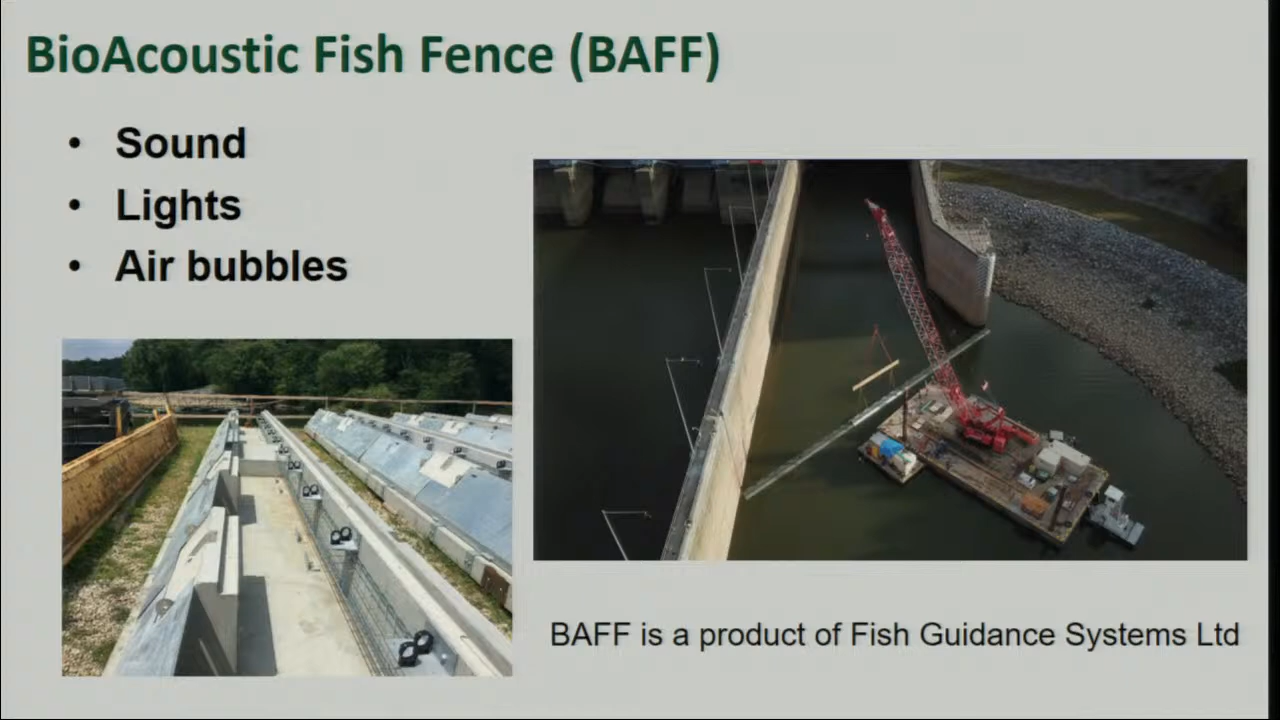 BioAcoustic Fish Fence (BAFF)
• Sound
• Lights
• Air bubbles
BAFF is a product of Fish Guidance Systems Ltd